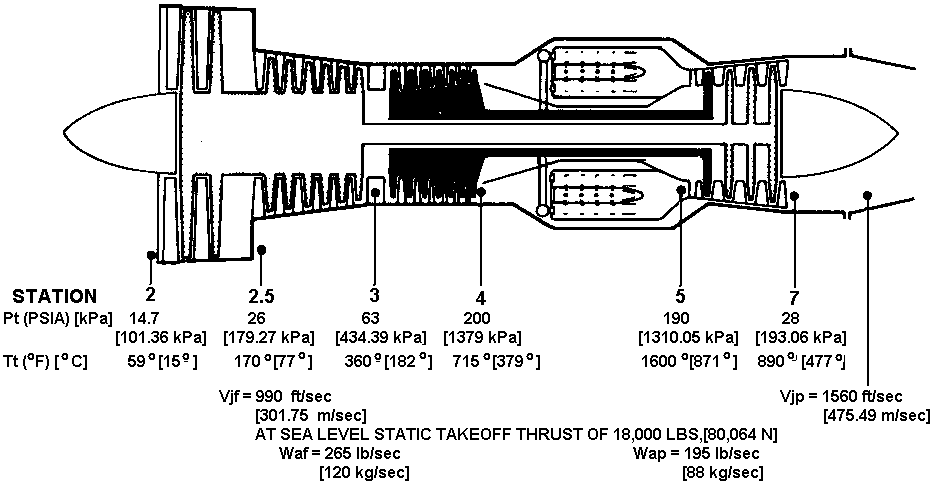 STATION 2 2.5 3 4 5 7
Pt (PSIA) [kPa] 14.7 26 63 200 190 28
[101.36 kPa] [179.27 kPa] [434.39 kPa] [1379 kPa] [1310.05 kPa] [193.06 kPa]
Tt (°F) [°C] 59° [15°] 170° [77°] 360° [182°] 715° [379°] 1600° [871°] 890° [477°]
Vjf = 990 ft/sec Vjp = 1560 ft/sec
[301.75 m/sec] [475.49 m/sec]
AT SEA LEVEL STATIC TAKEOFF THRUST OF 18,000 LBS,[80,064 N]
Waf = 265 lb/sec Wap = 195 lb/sec
[120 kg/sec] [88 kg/sec]